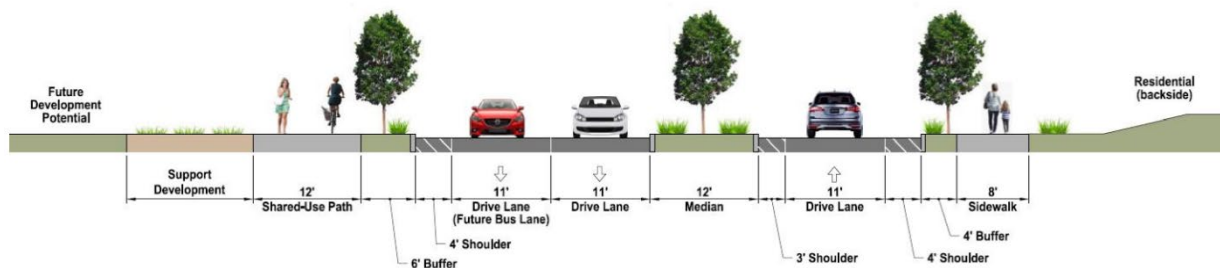 Future
Development
Potential
Residential
(backside)
Support
Development
12'
Shared-Use Path
11'
Drive Lane
(Future Bus Lane)
11'
Drive Lane
12'
Median
11'
Drive Lane
8'
Sidewalk
4' Shoulder
6' Buffer
3' Shoulder
4' Buffer
4' Shoulder